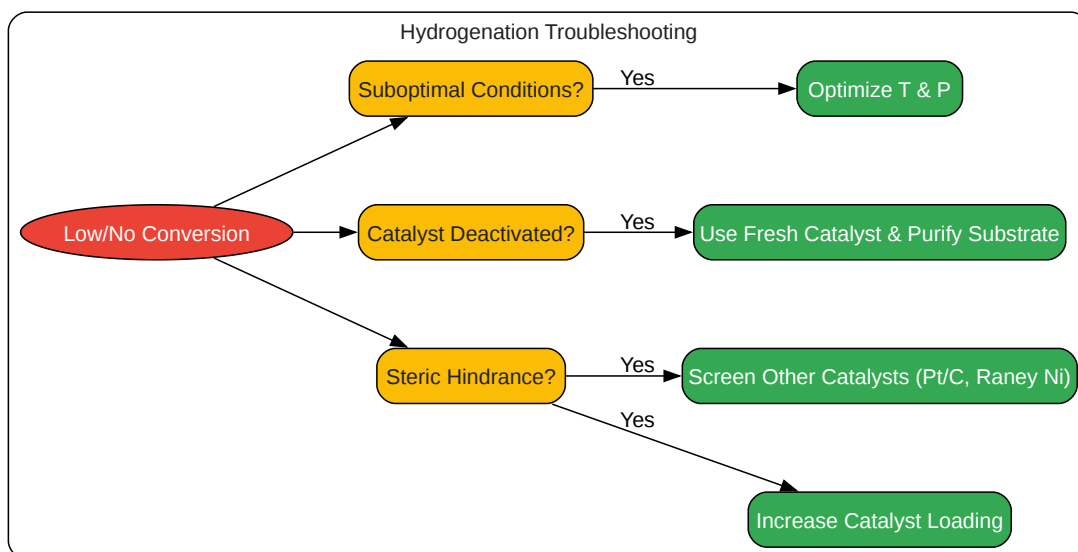 Hydrogenation Troubleshooting
Suboptimal Conditions?
Yes
Optimize T & P
Low/No Conversion
Catalyst Deactivated?
Yes
Use Fresh Catalyst & Purify Substrate
Steric Hindrance?
Yes
Screen Other Catalysts (Pt/C, Raney Ni)
Yes
Increase Catalyst Loading